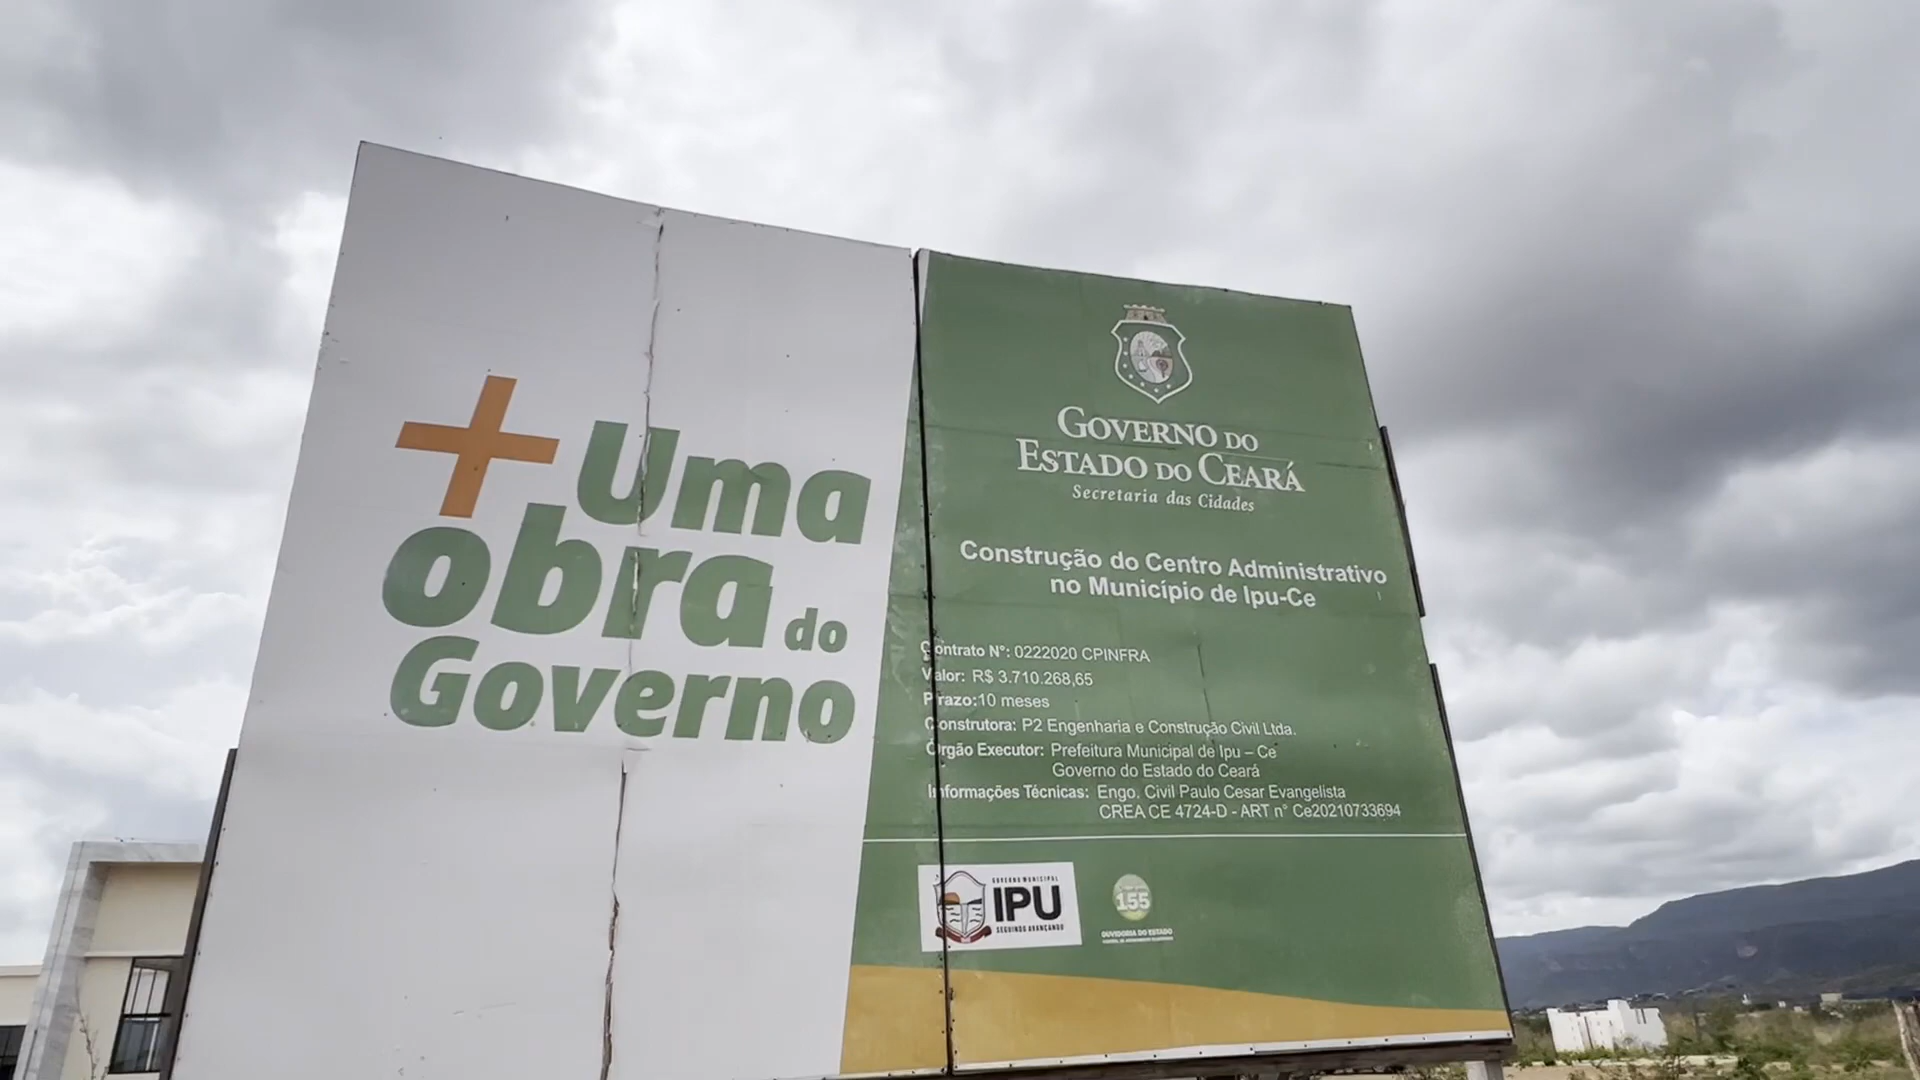 + Uma
obra do
Governo
GOVERNO DO
ESTADO DO CEARÁ
Secretaria das Cidades
Construção do Centro Administrativo
no Município de Ipu-Ce
Contrato N°: 0222020 CPINFRA
Valor: R$ 3.710.268,65
Prazo:10 meses
Construtora: P2 Engenharia e Construção Civil Ltda.
Órgão Executor: Prefeitura Municipal de Ipu – Ce
Governo do Estado do Ceará
Informações Técnicas: Engo. Civil Paulo Cesar Evangelista
CREA CE 4724-D - ART n° Ce20210733694
GOVERNO MUNICIPAL
IPU
SEGUINDO AVANÇANDO
155
OUVIDORIA DO ESTADO